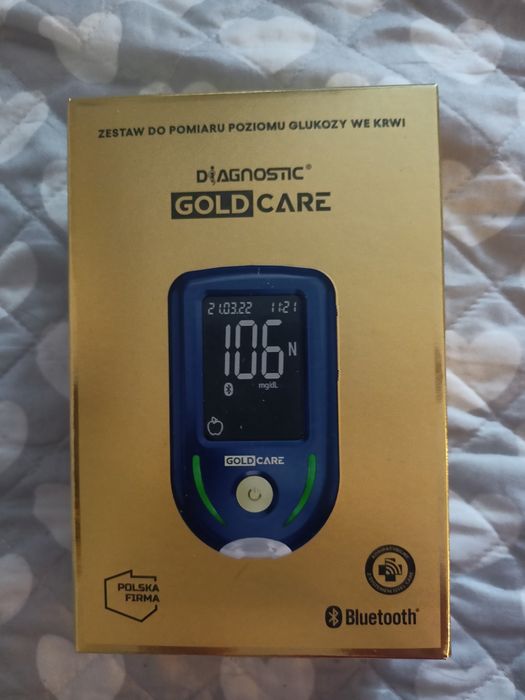 ZESTAW DO POMIARU POZIOMU GLUKOZY WE KRWI
DIAGNOSTIC®
GOLD CARE
21.03.22 11:21
106 N
mg/dL
GOLD CARE
POLSKA
FIRMA
Bluetooth®